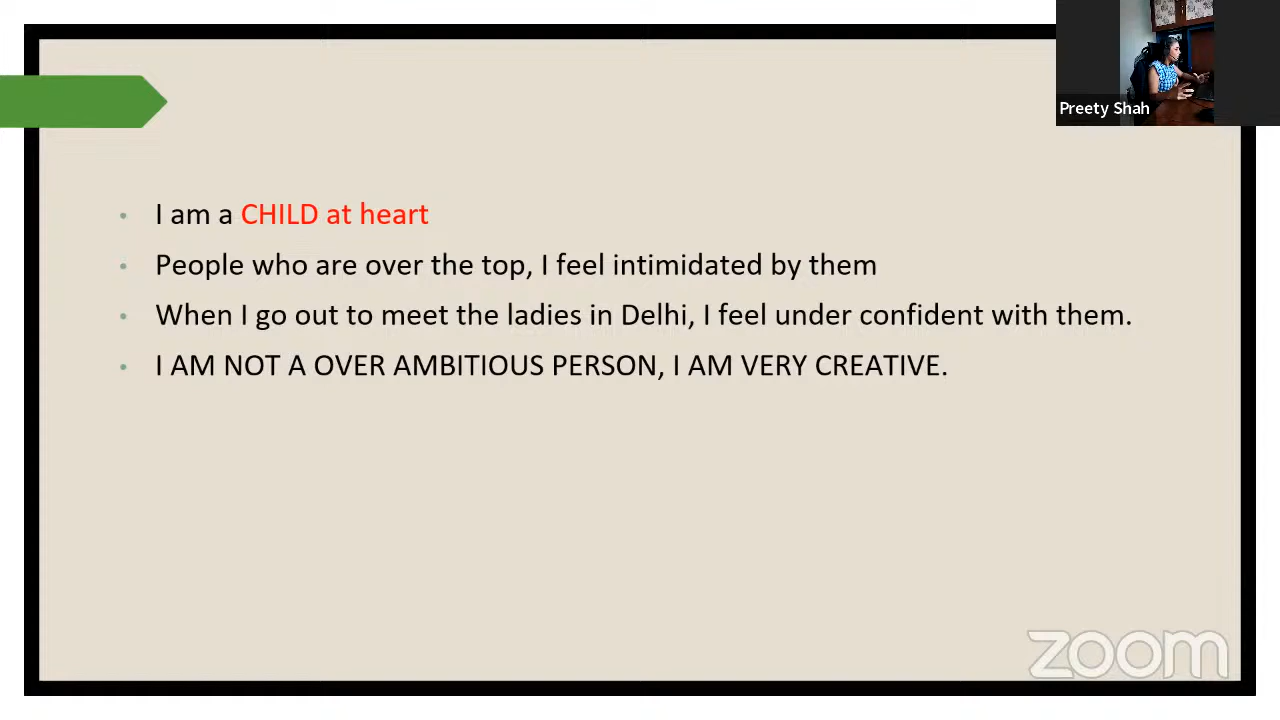 Preety Shah
I am a CHILD at heart
People who are over the top, I feel intimidated by them
When I go out to meet the ladies in Delhi, I feel under confident with them.
I AM NOT A OVER AMBITIOUS PERSON, I AM VERY CREATIVE.
zoom